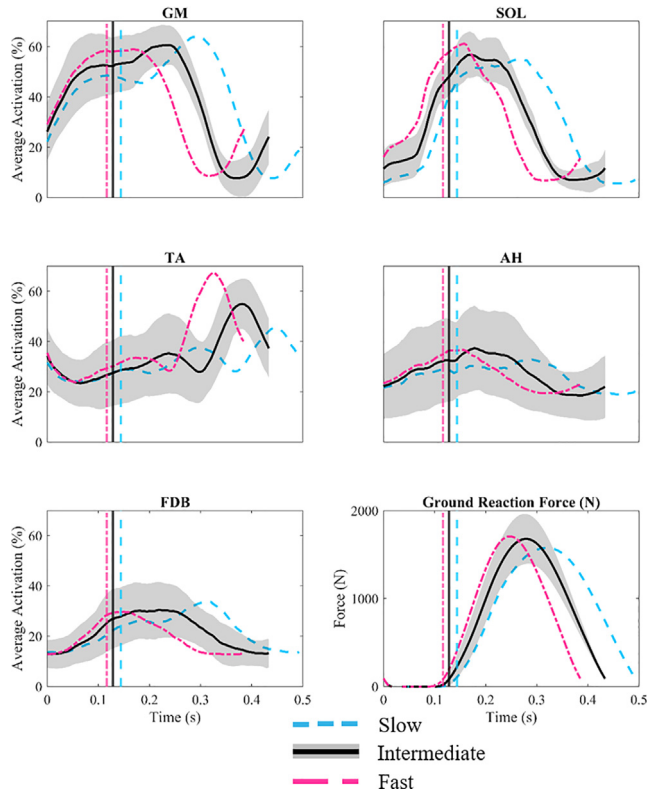 GM
SOL
Average Activation (%)
60
40
20
0
TA
AH
Average Activation (%)
60
40
20
0
FDB
Ground Reaction Force (N)
Average Activation (%)
60
40
20
0
0
0.1
0.2
0.3
0.4
0.5
Time (s)
Force (N)
2000
1000
0
0
0.1
0.2
0.3
0.4
0.5
Time (s)
Slow
Intermediate
Fast